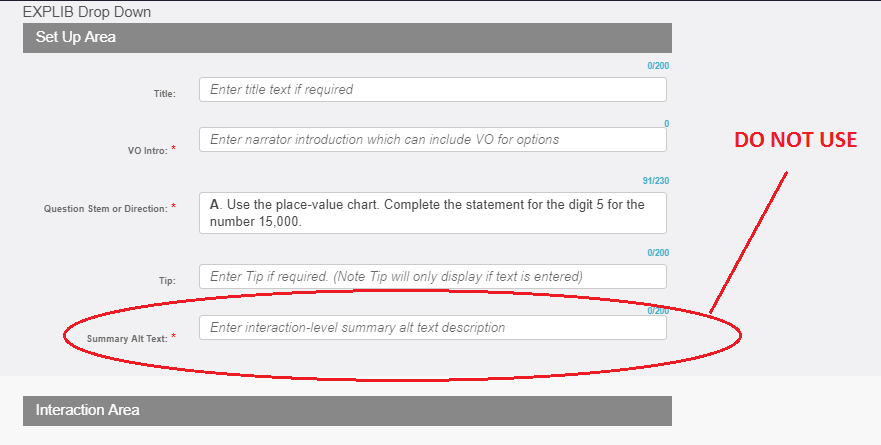 EXPLIB Drop Down
Set Up Area
0/200
Title:
Enter title text if required
0
VO Intro: *
Enter narrator introduction which can include VO for options
DO NOT USE
91/230
Question Stem or Direction: *
A. Use the place-value chart. Complete the statement for the digit 5 for the
number 15,000.
0/200
Tip:
Enter Tip if required. (Note Tip will only display if text is entered)
0/200
Summary Alt Text: *
Enter interaction-level summary alt text description
Interaction Area